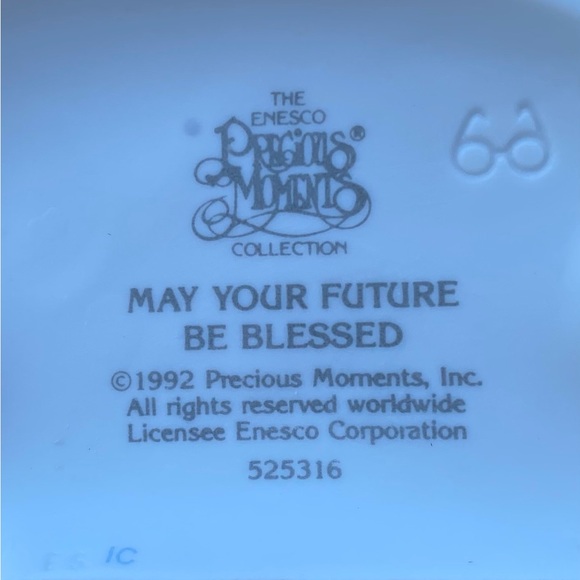 THE
ENESCO
PRECIOUS®
MOMENTS
COLLECTION
MAY YOUR FUTURE
BE BLESSED
©1992 Precious Moments, Inc.
All rights reserved worldwide
Licensee Enesco Corporation
525316
IC